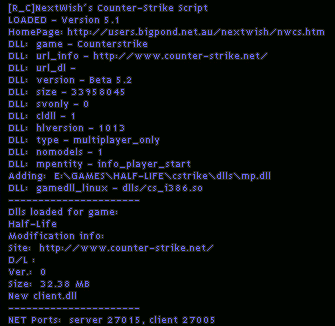 [R_C]NextWish's Counter-Strike Script
LOADED - Version 5.1
HomePage: http://users.bigpond.net.au/nextwish/nwcs.htm
DLL:  game - Counterstrike
DLL:  url_info - http://www.counter-strike.net/
DLL:  url_dl -
DLL:  version - Beta 5.2
DLL:  size - 33958045
DLL:  svonly - 0
DLL:  cldll - 1
DLL:  hlversion - 1013
DLL:  type - multiplayer_only
DLL:  nomodels - 1
DLL:  mpentity - info_player_start
Adding:  E:\GAMES\HALF-LIFE\cstrike\dlls\mp.dll
DLL:  gamedll_linux - dlls/cs_i386.so
----------------------
Dlls loaded for game:
Half-Life
Modification info:
Site:  http://www.counter-strike.net/
D/L :
Ver.:  0
Size:  32.38 MB
New client.dll
----------------------
NET Ports:  server 27015, client 27005